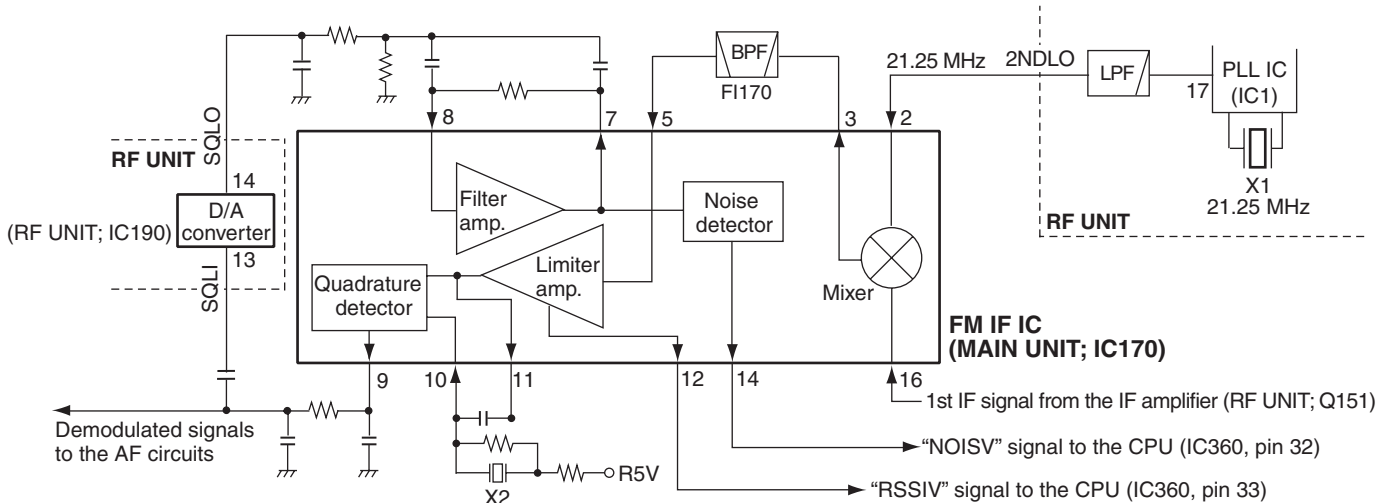 BPF
FI170
21.25 MHz
2NDLO
LPF
17
PLL IC
(IC1)
X1
21.25 MHz
RF UNIT
SQLO
RF UNIT
14
D/A
converter
(RF UNIT; IC190)
13
SQLI
8
7
5
3
2
Filter
amp.
Noise
detector
Limiter
amp.
Quadrature
detector
Mixer
FM IF IC
(MAIN UNIT; IC170)
9
10
11
12
14
16
1st IF signal from the IF amplifier (RF UNIT; Q151)
Demodulated signals
to the AF circuits
"NOISV" signal to the CPU (IC360, pin 32)
R5V
X2
"RSSIV" signal to the CPU (IC360, pin 33)